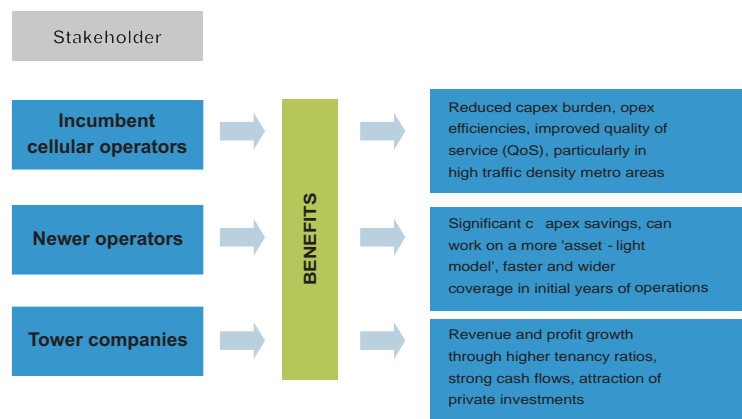 Stakeholder
Incumbent
cellular operators
Reduced capex burden, opex
efficiencies, improved quality of
service (QoS), particularly in
high traffic density metro areas
BENEFITS
Newer operators
Significant c apex savings, can
work on a more 'asset - light
model', faster and wider
coverage in initial years of operations
Tower companies
Revenue and profit growth
through higher tenancy ratios,
strong cash flows, attraction of
private investments